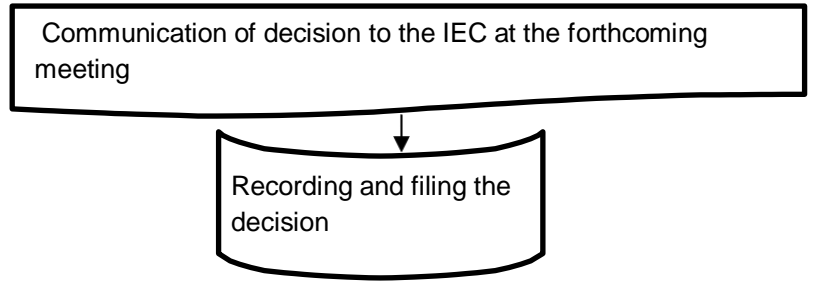 Communication of decision to the IEC at the forthcoming
meeting
Recording and filing the
decision